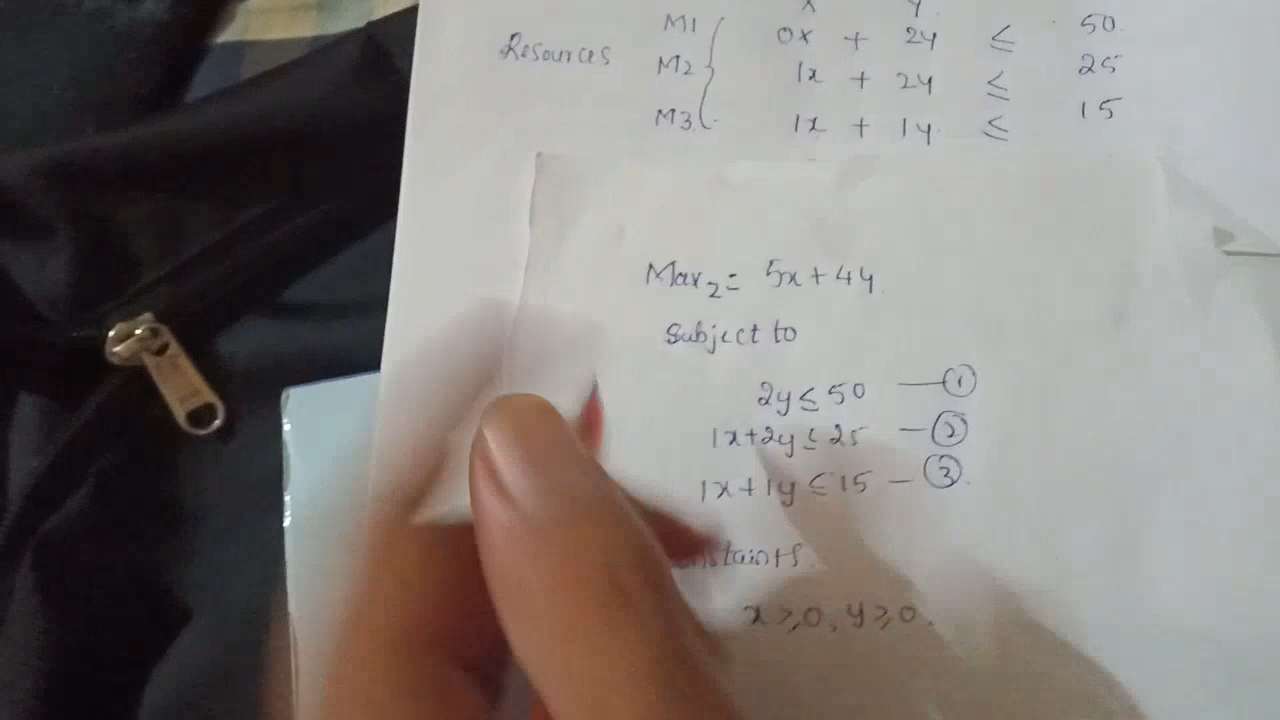 x y
M1 0x + 2y ≤ 50.
Resources M2 1x + 2y ≤ 25
M3 1x + 1y ≤ 15
Max z = 5x + 4y
Subject to
2y ≤ 50 — ①
1x + 2y ≤ 25 — ②
1x + 1y ≤ 15 — ③
x ≥ 0, y ≥ 0.